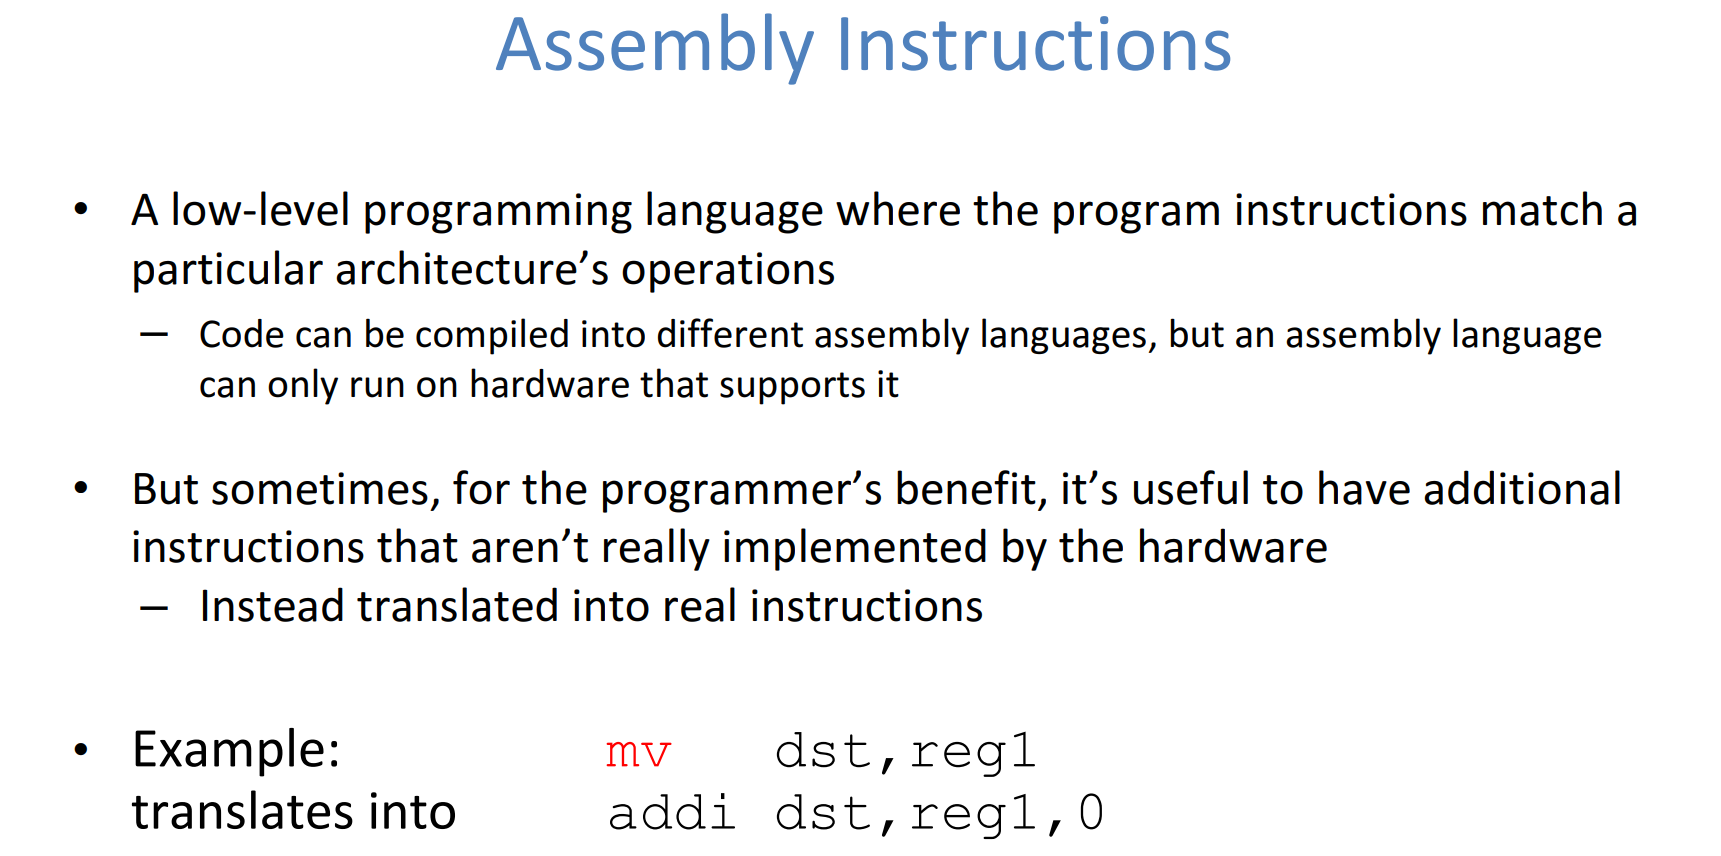 Assembly Instructions
• A low-level programming language where the program instructions match a
particular architecture’s operations
– Code can be compiled into different assembly languages, but an assembly language
can only run on hardware that supports it
• But sometimes, for the programmer’s benefit, it’s useful to have additional
instructions that aren’t really implemented by the hardware
– Instead translated into real instructions
• Example: mv dst,reg1
translates into addi dst,reg1,0